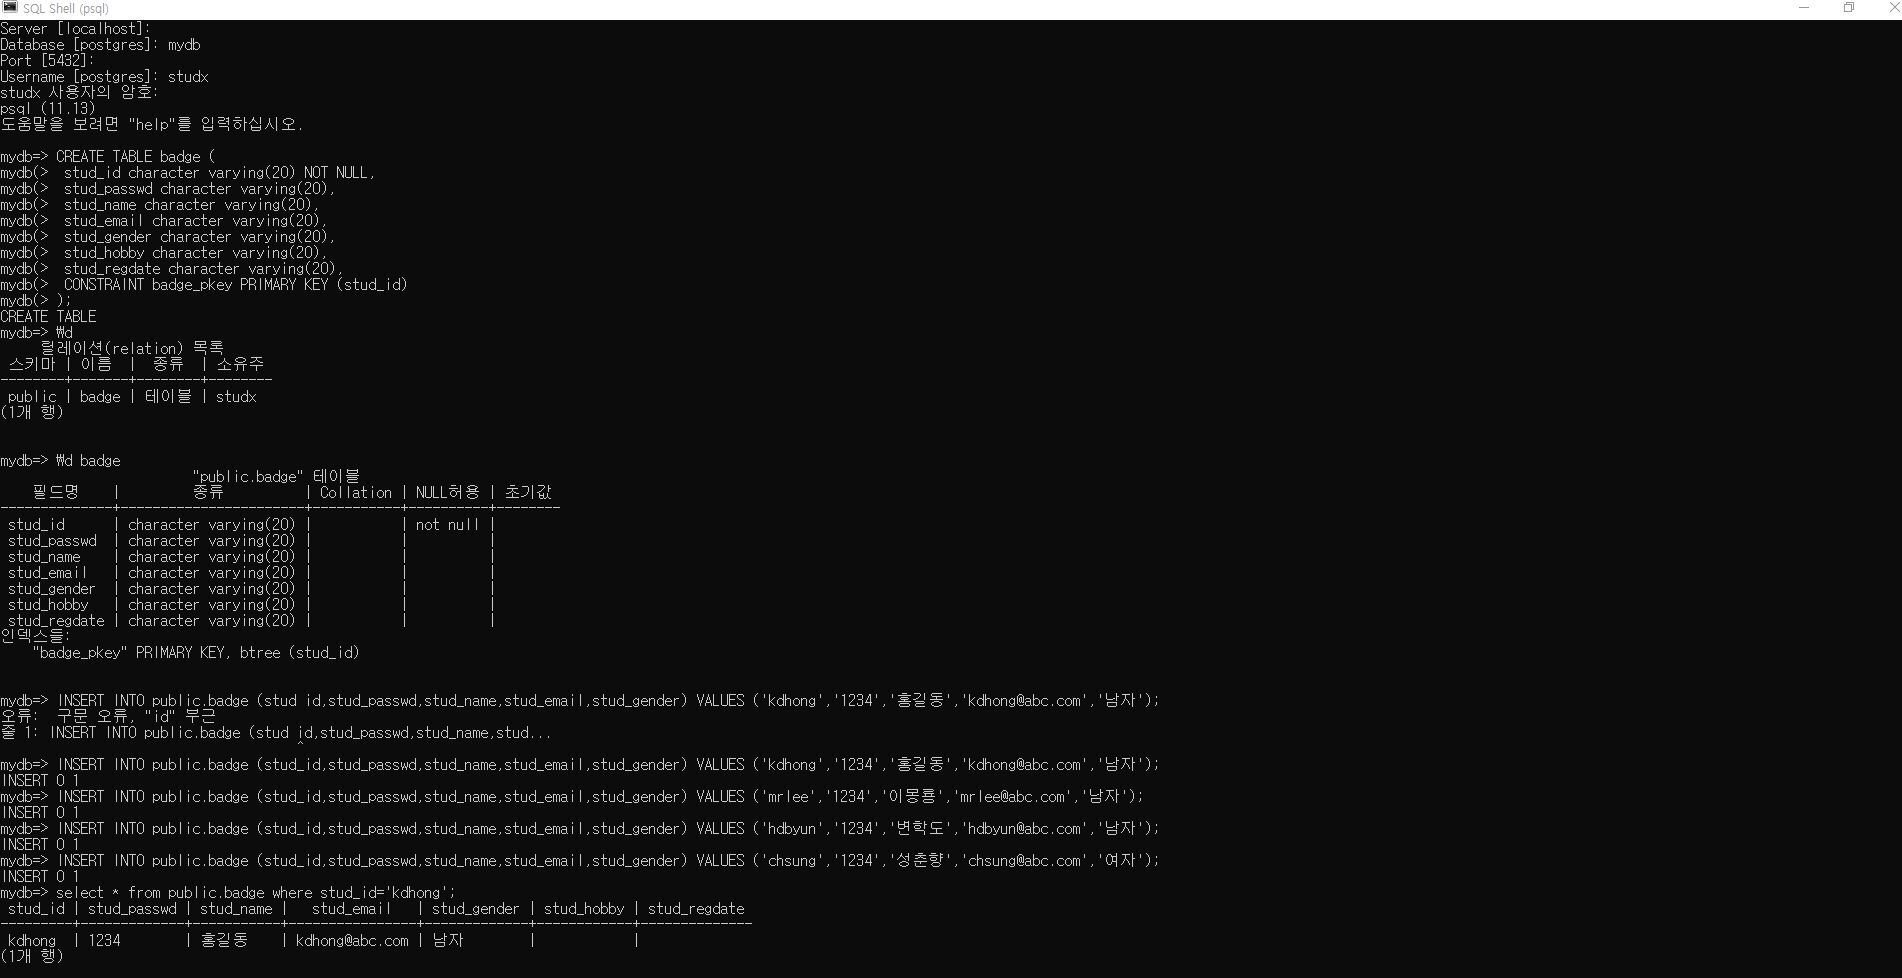 SQL Shell (psql)
Server [localhost]:
Database [postgres]: mydb
Port [5432]:
Username [postgres]: studx
studx 사용자의 암호:
psql (11.13)
도움말을 보려면 "help"를 입력하십시오.
mydb=> CREATE TABLE badge (
mydb(>  stud_id character varying(20) NOT NULL,
mydb(>  stud_passwd character varying(20),
mydb(>  stud_name character varying(20),
mydb(>  stud_email character varying(20),
mydb(>  stud_gender character varying(20),
mydb(>  stud_hobby character varying(20),
mydb(>  stud_regdate character varying(20),
mydb(>  CONSTRAINT badge_pkey PRIMARY KEY (stud_id)
mydb(> );
CREATE TABLE
mydb=> ₩d
릴레이션(relation) 목록
스키마 | 이름 | 종류 | 소유주
--------+-------+--------+--------
public | badge | 테이블 | studx
(1개 행)
mydb=> ₩d badge
"public.badge" 테이블
필드명 | 종류 | Collation | NULL허용 | 초기값
--------------+-----------------------+-----------+----------+--------
stud_id | character varying(20) | | not null |
stud_passwd | character varying(20) | | |
stud_name | character varying(20) | | |
stud_email | character varying(20) | | |
stud_gender | character varying(20) | | |
stud_hobby | character varying(20) | | |
stud_regdate | character varying(20) | | |
인덱스들:
"badge_pkey" PRIMARY KEY, btree (stud_id)
mydb=> INSERT INTO public.badge (stud id,stud_passwd,stud_name,stud_email,stud_gender) VALUES ('kdhong','1234','홍길동','kdhong@abc.com','남자');
오류:  구문 오류, "id" 부근
줄 1: INSERT INTO public.badge (stud id,stud_passwd,stud_name,stud...
^
mydb=> INSERT INTO public.badge (stud_id,stud_passwd,stud_name,stud_email,stud_gender) VALUES ('kdhong','1234','홍길동','kdhong@abc.com','남자');
INSERT 0 1
mydb=> INSERT INTO public.badge (stud_id,stud_passwd,stud_name,stud_email,stud_gender) VALUES ('mrlee','1234','이몽룡','mrlee@abc.com','남자');
INSERT 0 1
mydb=> INSERT INTO public.badge (stud_id,stud_passwd,stud_name,stud_email,stud_gender) VALUES ('hdbyun','1234','변학도','hdbyun@abc.com','남자');
INSERT 0 1
mydb=> INSERT INTO public.badge (stud_id,stud_passwd,stud_name,stud_email,stud_gender) VALUES ('chsung','1234','성춘향','chsung@abc.com','여자');
INSERT 0 1
mydb=> select * from public.badge where stud_id='kdhong';
stud_id | stud_passwd | stud_name | stud_email | stud_gender | stud_hobby | stud_regdate
---------+-------------+-----------+----------------+-------------+------------+--------------
kdhong | 1234 | 홍길동 | kdhong@abc.com | 남자 | |
(1개 행)